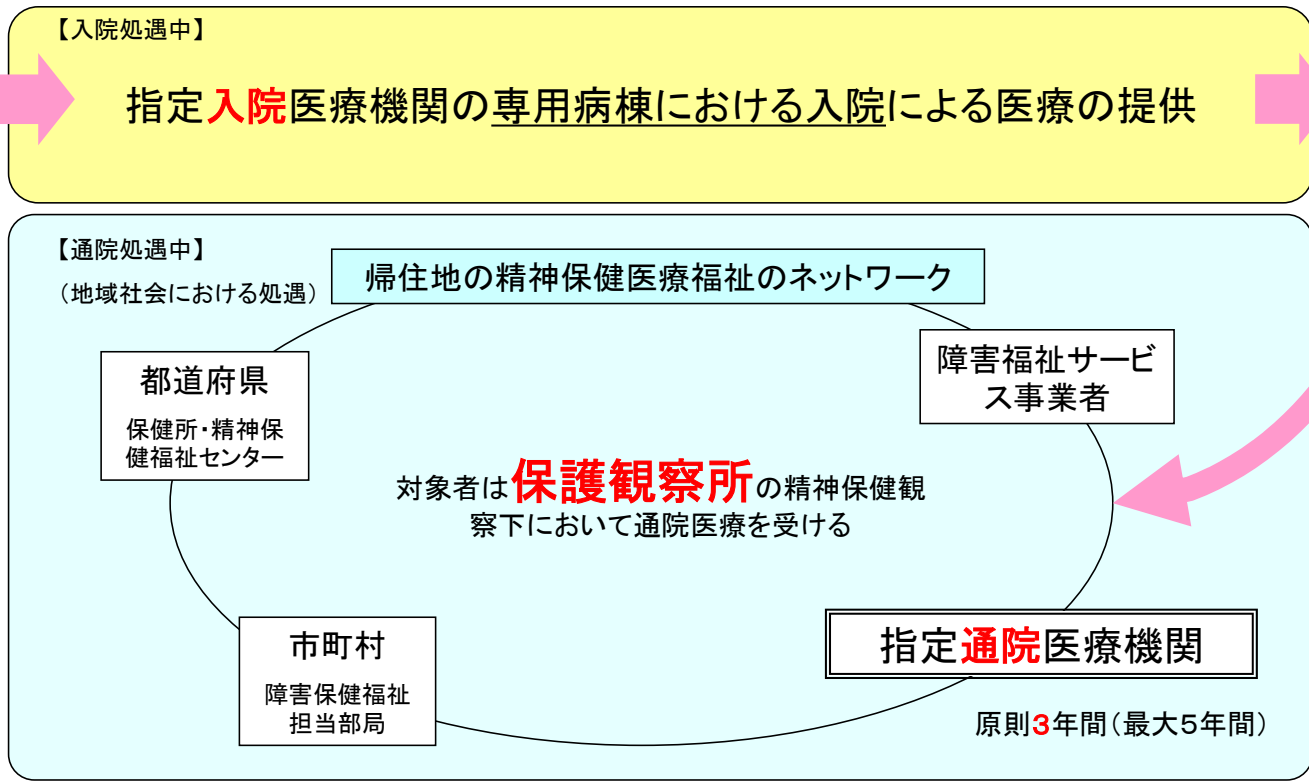 【入院処遇中】
指定入院医療機関の専用病棟における入院による医療の提供
【通院処遇中】
（地域社会における処遇）
帰住地の精神保健医療福祉のネットワーク
都道府県
保健所・精神保
健福祉センター
障害福祉サービ
ス事業者
対象者は保護観察所の精神保健観
察下において通院医療を受ける
市町村
障害保健福祉
担当部局
指定通院医療機関
原則3年間（最大5年間）